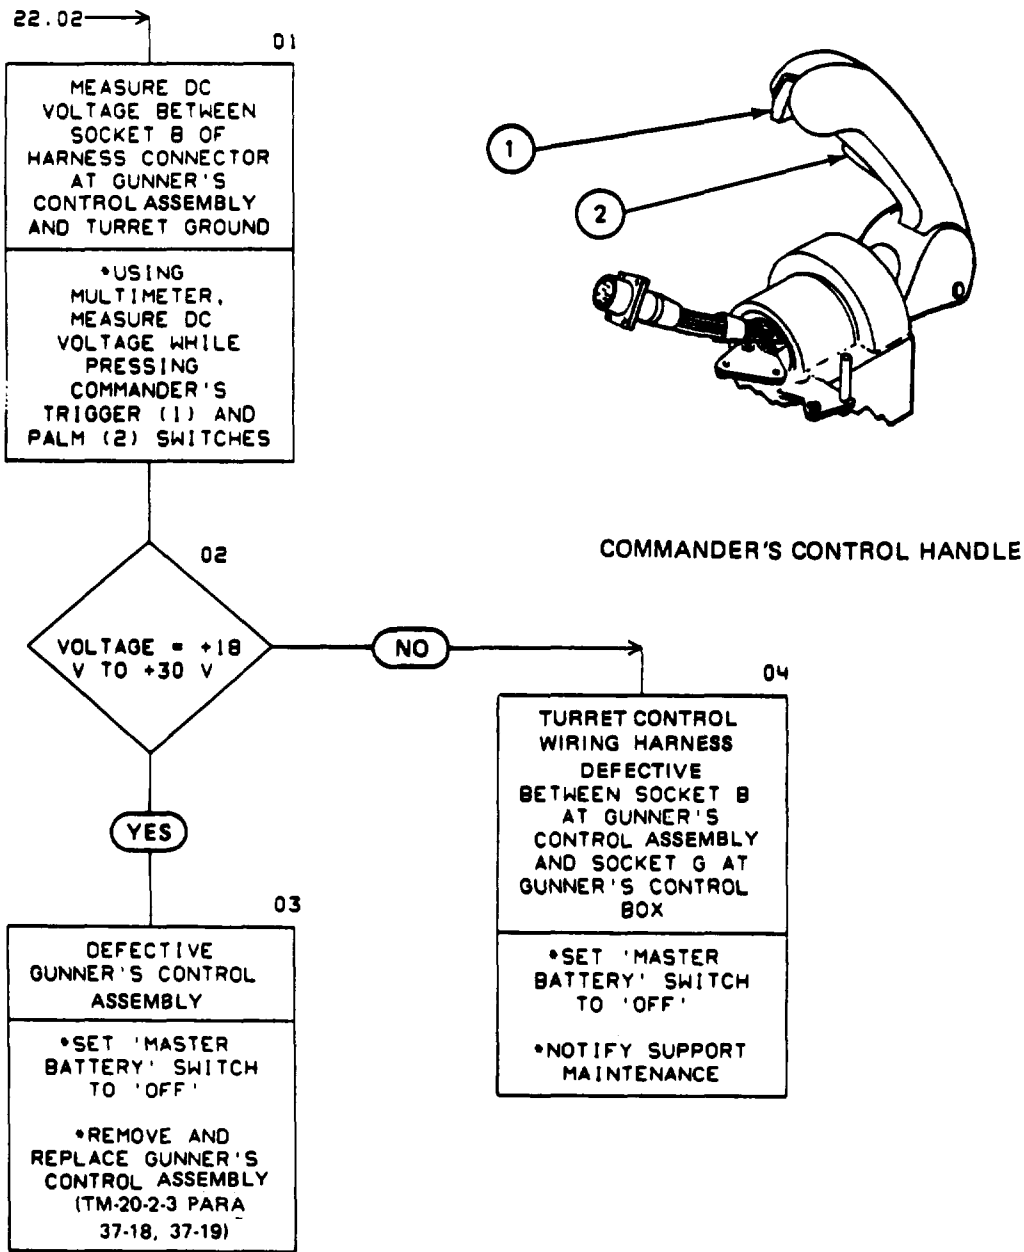 22.02
01
MEASURE DC
VOLTAGE BETWEEN
SOCKET B OF
HARNESS CONNECTOR
AT GUNNER'S
CONTROL ASSEMBLY
AND TURRET GROUND
•USING
MULTIMETER,
MEASURE DC
VOLTAGE WHILE
PRESSING
COMMANDER'S
TRIGGER (1) AND
PALM (2) SWITCHES
1
2
COMMANDER'S CONTROL HANDLE
02
VOLTAGE = +18
V TO +30 V
NO
YES
04
TURRET CONTROL
WIRING HARNESS
DEFECTIVE
BETWEEN SOCKET B
AT GUNNER'S
CONTROL ASSEMBLY
AND SOCKET G AT
GUNNER'S CONTROL
BOX
•SET 'MASTER
BATTERY' SWITCH
TO 'OFF'
•NOTIFY SUPPORT
MAINTENANCE
03
DEFECTIVE
GUNNER'S CONTROL
ASSEMBLY
•SET 'MASTER
BATTERY' SWITCH
TO 'OFF'
•REMOVE AND
REPLACE GUNNER'S
CONTROL ASSEMBLY
(TM-20-2-3 PARA
37-18, 37-19)